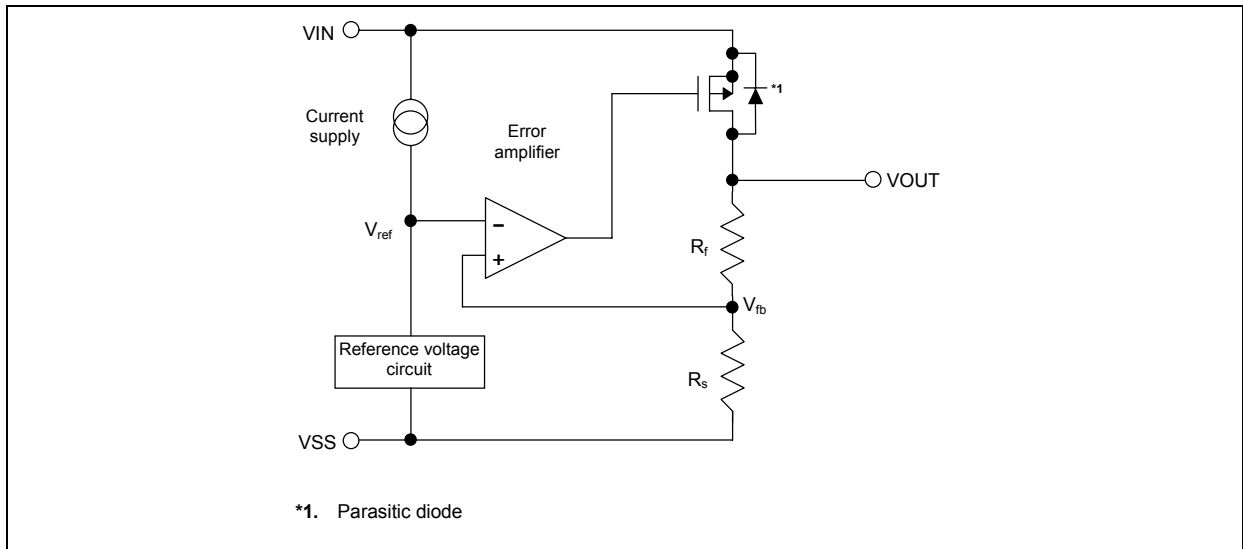 VIN
*1
Current
supply
Error
amplifier
VOUT
Vref
−
+
Rf
Vfb
Reference voltage
circuit
Rs
VSS
*1. Parasitic diode